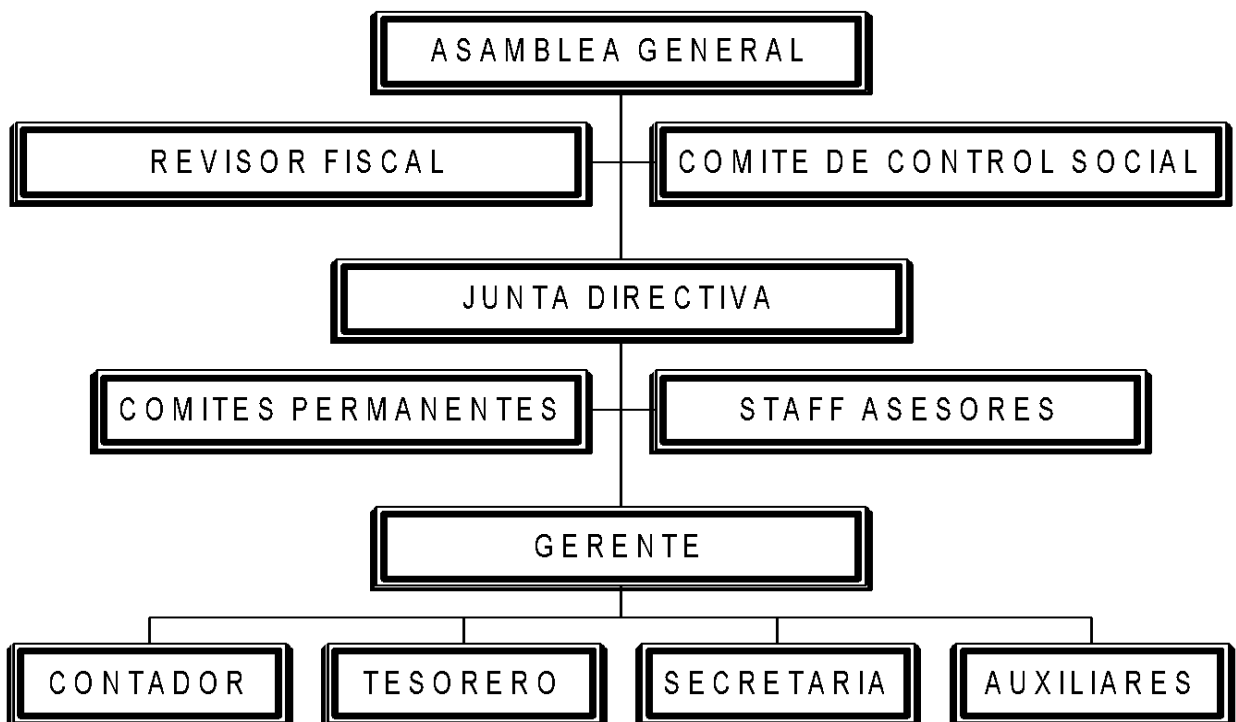 ASAMBLEA GENERAL
REVISOR FISCAL
COMITE DE CONTROL SOCIAL
JUNTA DIRECTIVA
COMITES PERMANENTES
STAFF ASESORES
GERENTE
CONTADOR
TESORERO
SECRETARIA
AUXILIARES